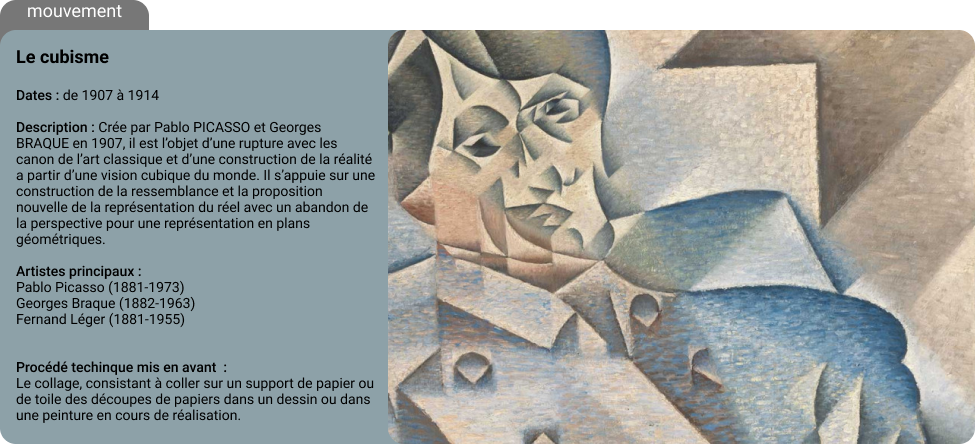 mouvement
Le cubisme
Dates : de 1907 à 1914
Description : Crée par Pablo PICASSO et Georges
BRAQUE en 1907, il est l'objet d'une rupture avec les
canon de l'art classique et d'une construction de la réalité
a partir d'une vision cubique du monde. Il s'appuie sur une
construction de la ressemblance et la proposition
nouvelle de la représentation du réel avec un abandon de
la perspective pour une représentation en plans
géométriques.
Artistes principaux :
Pablo Picasso (1881-1973)
Georges Braque (1882-1963)
Fernand Léger (1881-1955)
Procédé techinque mis en avant  :
Le collage, consistant à coller sur un support de papier ou
de toile des découpes de papiers dans un dessin ou dans
une peinture en cours de réalisation.